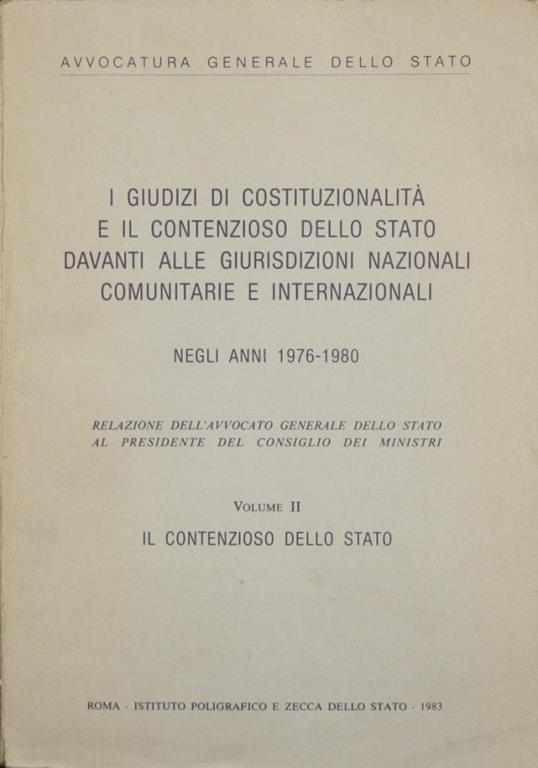 AVVOCATURA GENERALE DELLO STATO
I GIUDIZI DI COSTITUZIONALITÀ
E IL CONTENZIOSO DELLO STATO
DAVANTI ALLE GIURISDIZIONI NAZIONALI
COMUNITARIE E INTERNAZIONALI
NEGLI ANNI 1976-1980
RELAZIONE DELL'AVVOCATO GENERALE DELLO STATO
AL PRESIDENTE DEL CONSIGLIO DEI MINISTRI
VOLUME II
IL CONTENZIOSO DELLO STATO
ROMA - ISTITUTO POLIGRAFICO E ZECCA DELLO STATO - 1983